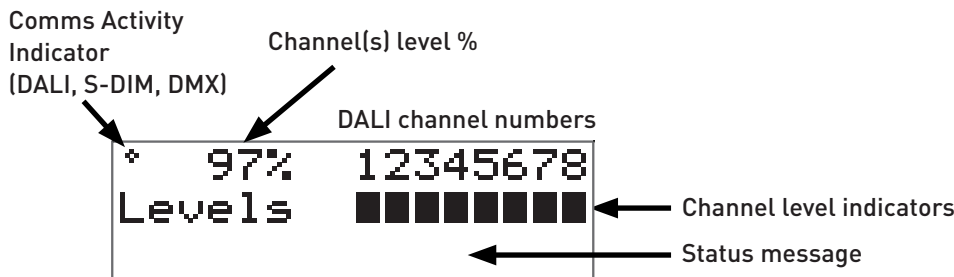 Comms Activity
Indicator
(DALI, S-DIM, DMX)
Channel(s) level %
DALI channel numbers
° 97% 12345678
Levels
Channel level indicators
Status message